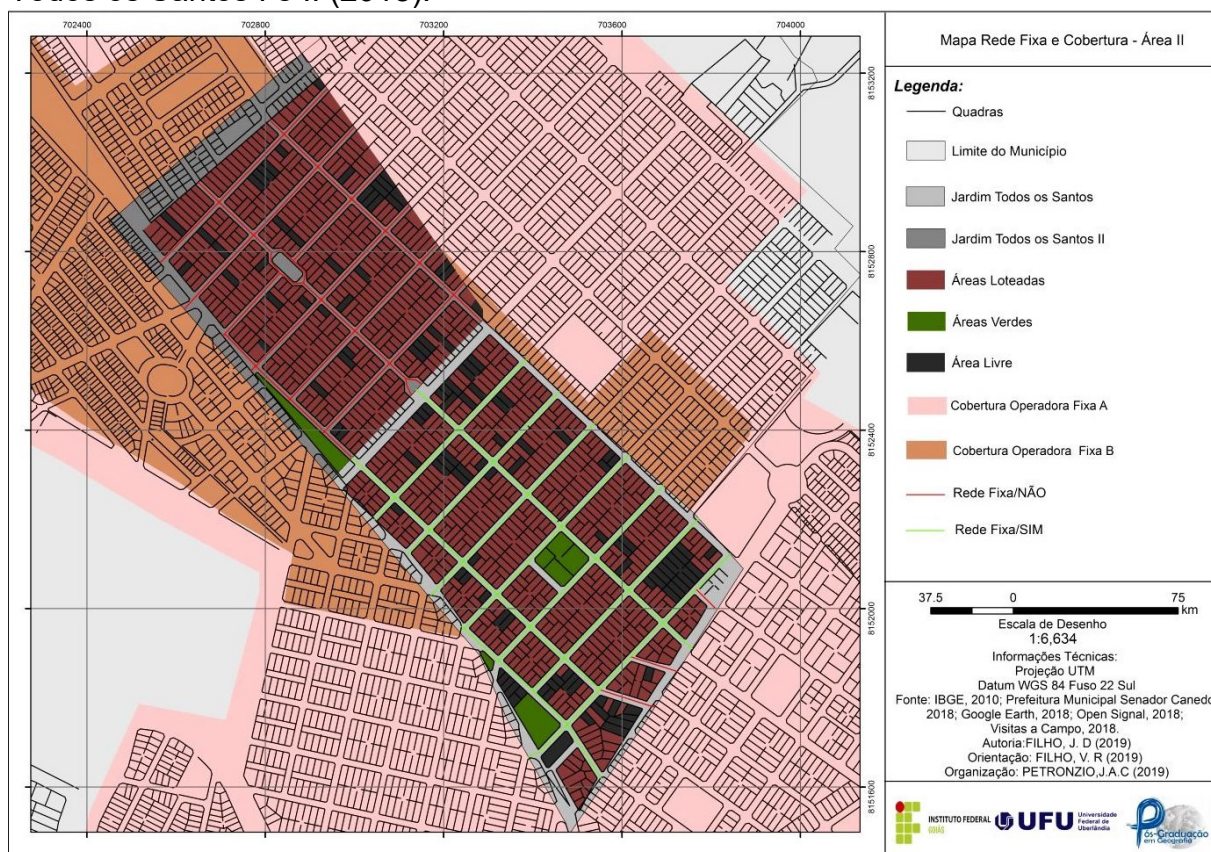 Todos os Santos I e II (2018).
702400
702800
703200
703600
704000
8153200
8152800
8152400
8152000
8151600
Mapa Rede Fixa e Cobertura - Área II
Legenda:
Quadras
Limite do Município
Jardim Todos os Santos
Jardim Todos os Santos II
Áreas Loteadas
Áreas Verdes
Área Livre
Cobertura Operadora Fixa A
Cobertura Operadora Fixa B
Rede Fixa/NÃO
Rede Fixa/SIM
37.5 0 75
km
Escala de Desenho
1:6,634
Informações Técnicas:
Projeção UTM
Datum WGS 84 Fuso 22 Sul
Fonte: IBGE, 2010; Prefeitura Municipal Senador Canedo
2018; Google Earth, 2018; Open Signal, 2018;
Visitas a Campo, 2018.
Autoria:FILHO, J. D (2019)
Orientação: FILHO, V. R (2019)
Organização: PETRONZIO,J.A.C (2019)
INSTITUTO FEDERAL
GOIÁS
UFU
Universidade
Federal de
Uberlândia
Pós-Graduação
em Geografia